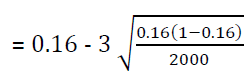 = 0.16 - 3 √(0.16(1−0.16)/2000)